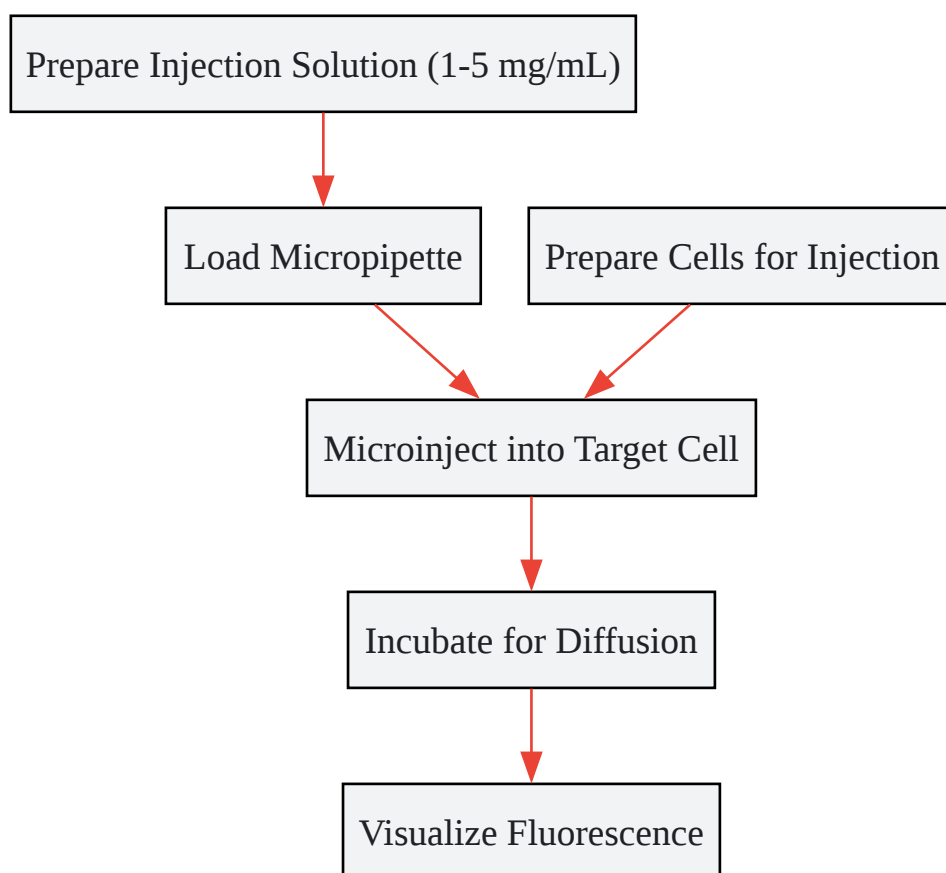 Prepare Injection Solution (1-5 mg/mL)
Load Micropipette
Prepare Cells for Injection
Microinject into Target Cell
Incubate for Diffusion
Visualize Fluorescence